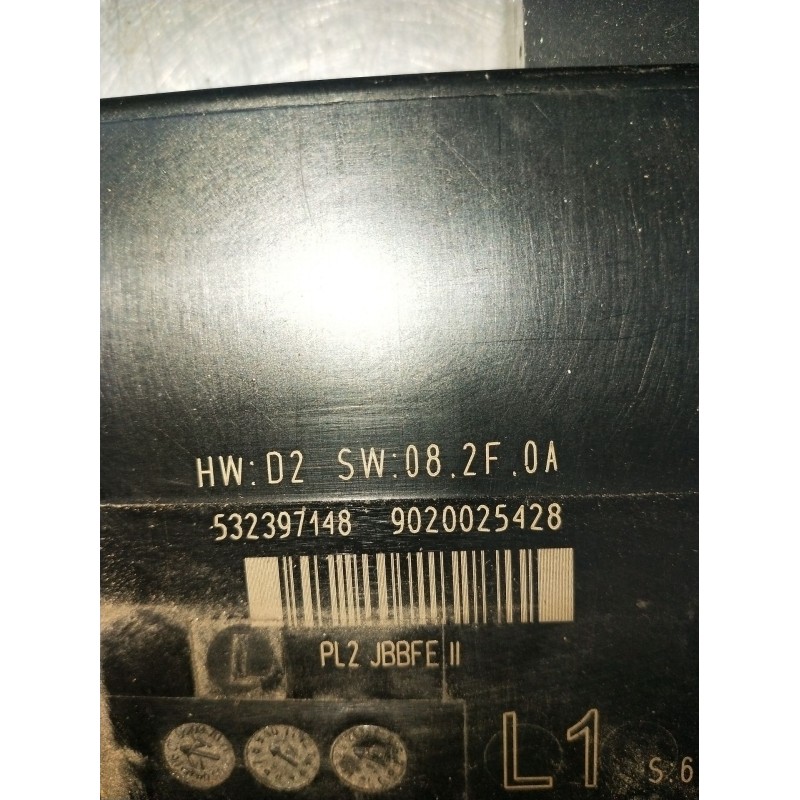 HW:D2 SW:08.2F.0A
532397148 9020025428
PL2 JBBFE II
L
L1
S:6